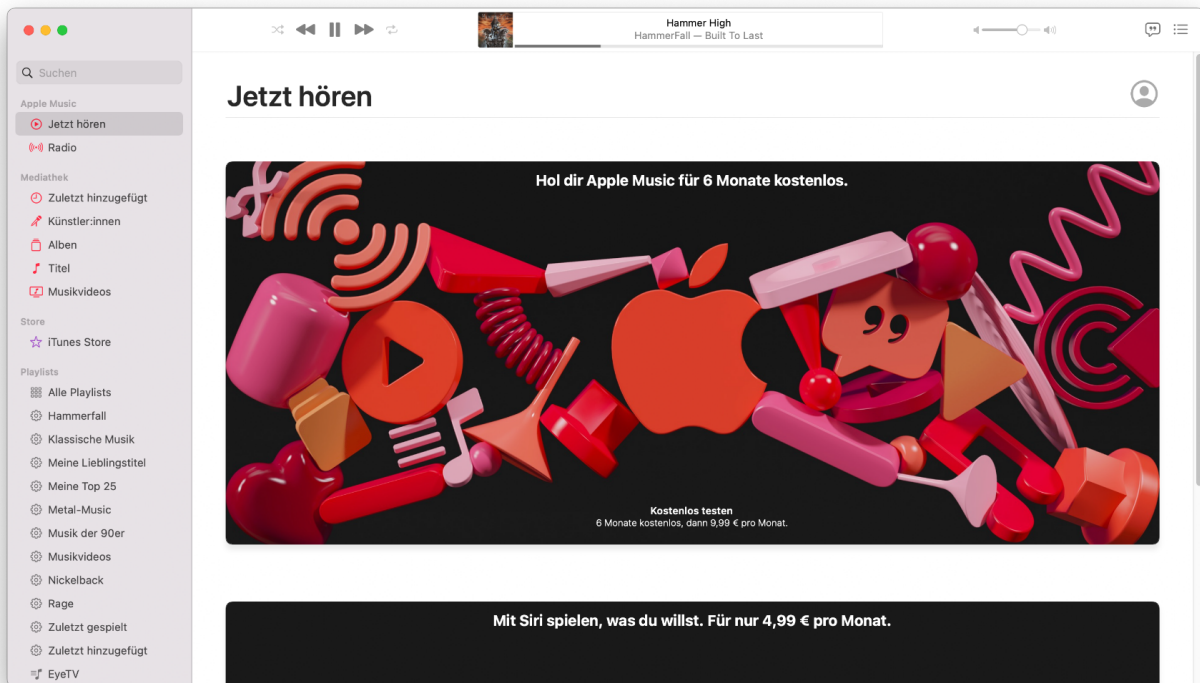 Hammer High
HammerFall — Built To Last
Suchen
Apple Music
Jetzt hören
Radio
Mediathek
Zuletzt hinzugefügt
Künstler:innen
Alben
Titel
Musikvideos
Store
iTunes Store
Playlists
Alle Playlists
Hammerfall
Klassische Musik
Meine Lieblingstitel
Meine Top 25
Metal-Music
Musik der 90er
Musikvideos
Nickelback
Rage
Zuletzt gespielt
Zuletzt hinzugefügt
EyeTV
Jetzt hören
Hol dir Apple Music für 6 Monate kostenlos.
Kostenlos testen
6 Monate kostenlos, dann 9,99 € pro Monat.
Mit Siri spielen, was du willst. Für nur 4,99 € pro Monat.